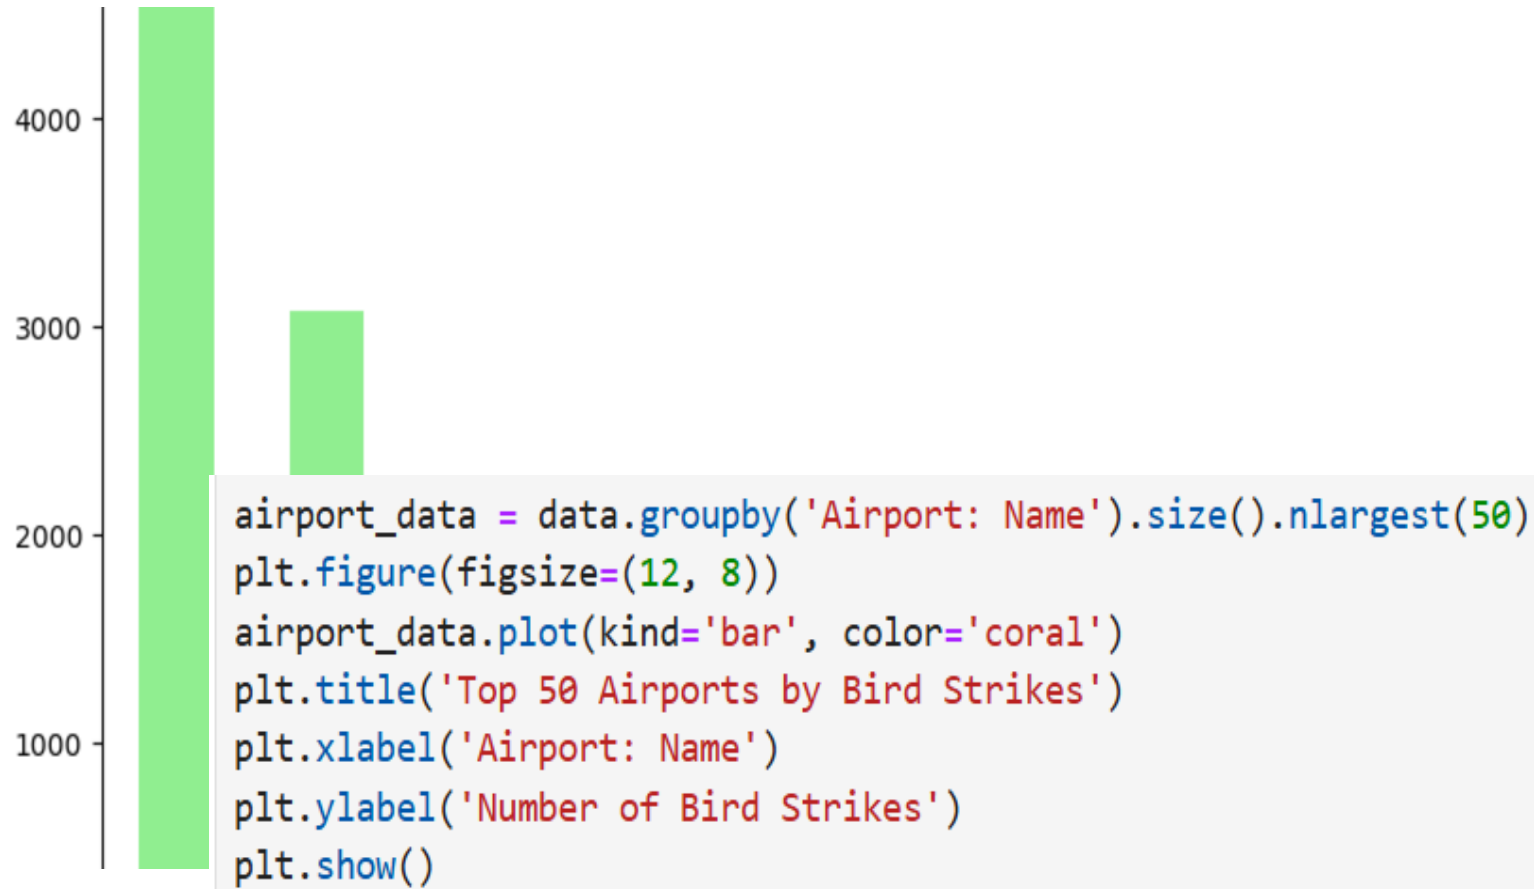 4000
3000
2000
1000
airport_data = data.groupby('Airport: Name').size().nlargest(50)
plt.figure(figsize=(12, 8))
airport_data.plot(kind='bar', color='coral')
plt.title('Top 50 Airports by Bird Strikes')
plt.xlabel('Airport: Name')
plt.ylabel('Number of Bird Strikes')
plt.show()